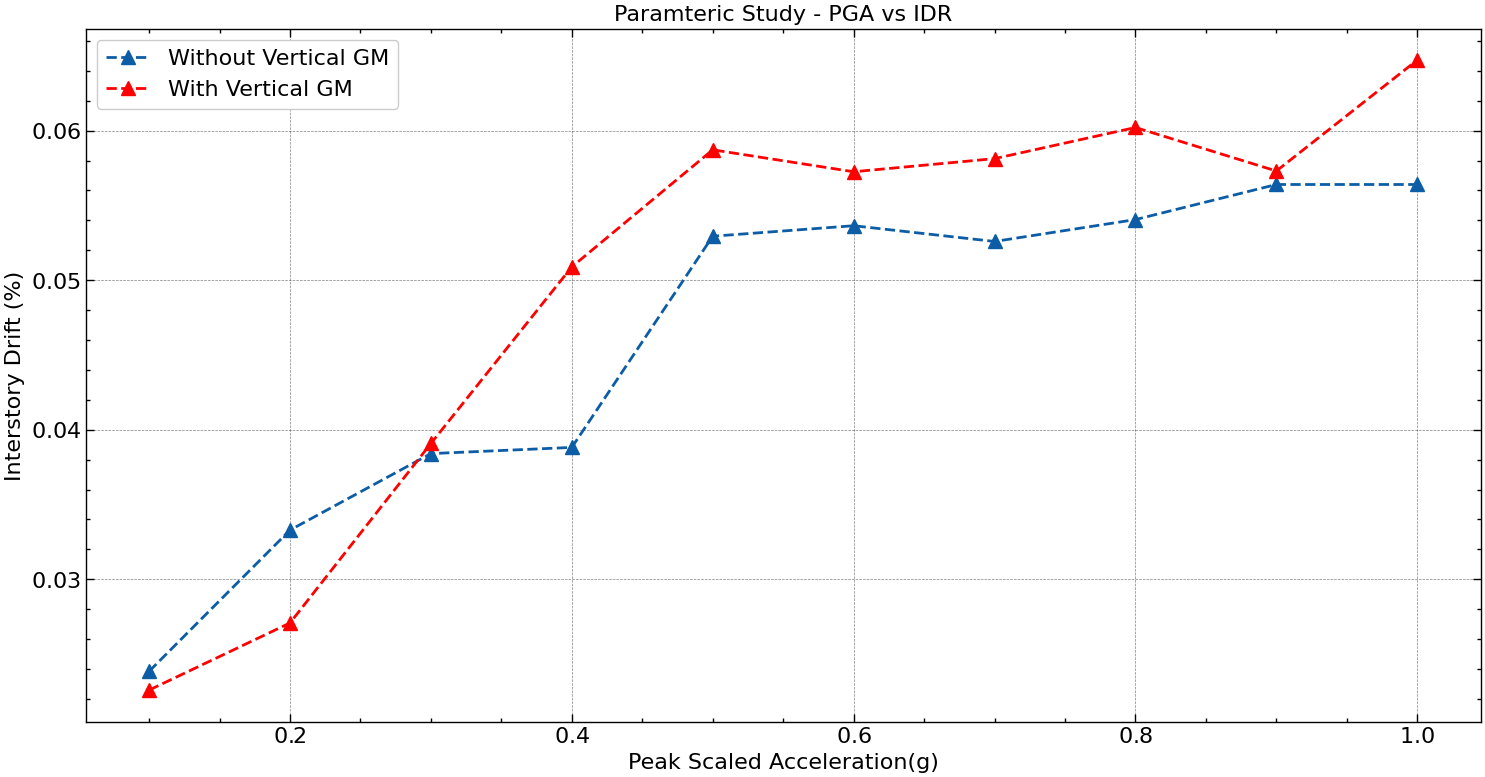 Paramteric Study - PGA vs IDR
Without Vertical GM
With Vertical GM
0.06
0.05
0.04
0.03
Interstory Drift (%)
0.2 0.4 0.6 0.8 1.0
Peak Scaled Acceleration(g)